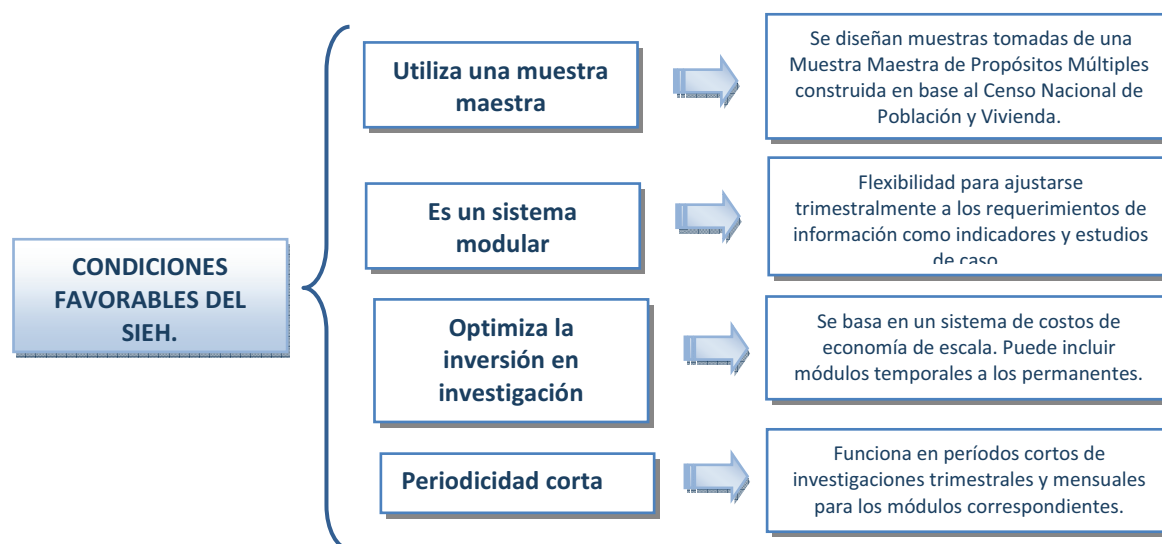 CONDICIONES
FAVORABLES DEL
SIEH.
Utiliza una muestra
maestra
Se diseñan muestras tomadas de una
Muestra Maestra de Propósitos Múltiples
construida en base al Censo Nacional de
Población y Vivienda.
Es un sistema
modular
Flexibilidad para ajustarse
trimestralmente a los requerimientos de
información como indicadores y estudios
de caso
Optimiza la
inversión en
investigación
Se basa en un sistema de costos de
economía de escala. Puede incluir
módulos temporales a los permanentes.
Periodicidad corta
Funciona en períodos cortos de
investigaciones trimestrales y mensuales
para los módulos correspondientes.